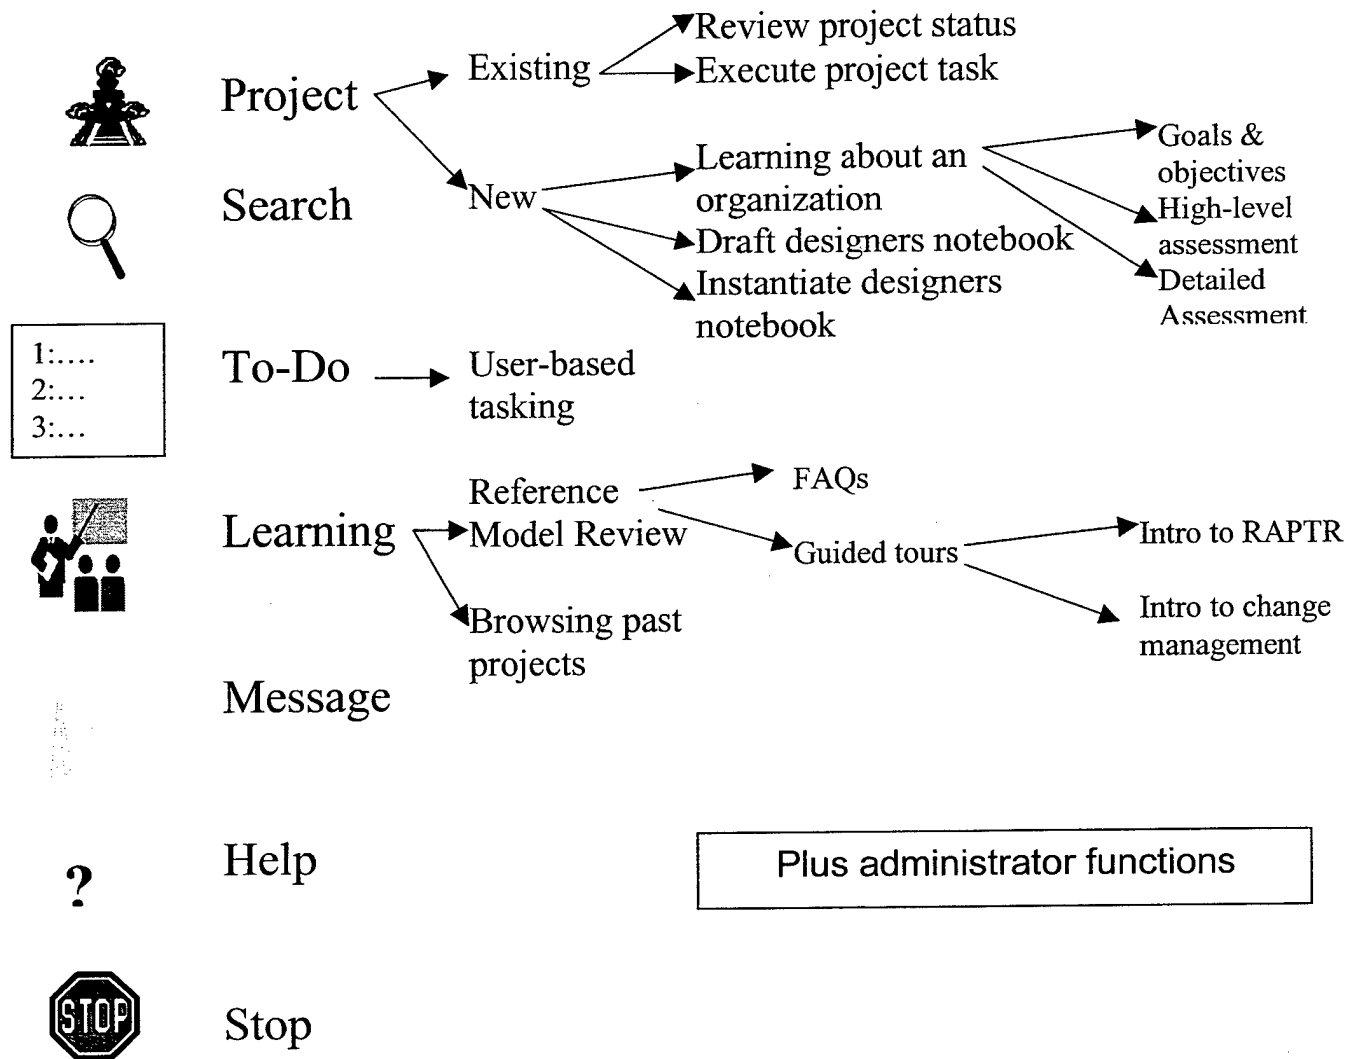 Project
Existing
Review project status
Execute project task
New
Learning about an
organization
Draft designers notebook
Instantiate designers
notebook
Goals &
objectives
High-level
assessment
Detailed
Assessment
Search
1:....
2:...
3:...
To-Do
User-based
tasking
Learning
Reference
Model Review
FAQs
Guided tours
Intro to RAPTR
Intro to change
management
Browsing past
projects
Message
?
Help
Plus administrator functions
STOP
Stop